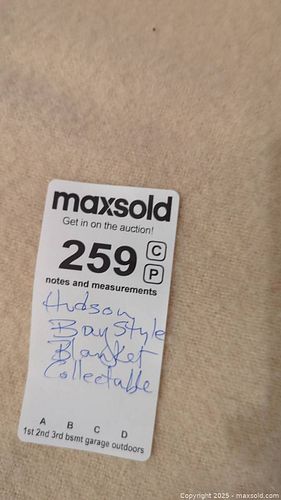 maxsold
Get in on the auction!
259 C
P
notes and measurements
Hudson
Bay Style
Blanket
Collectable
A B C D
1st 2nd 3rd bsmt garage outdoors
Copyright © 2025 - maxsold.com